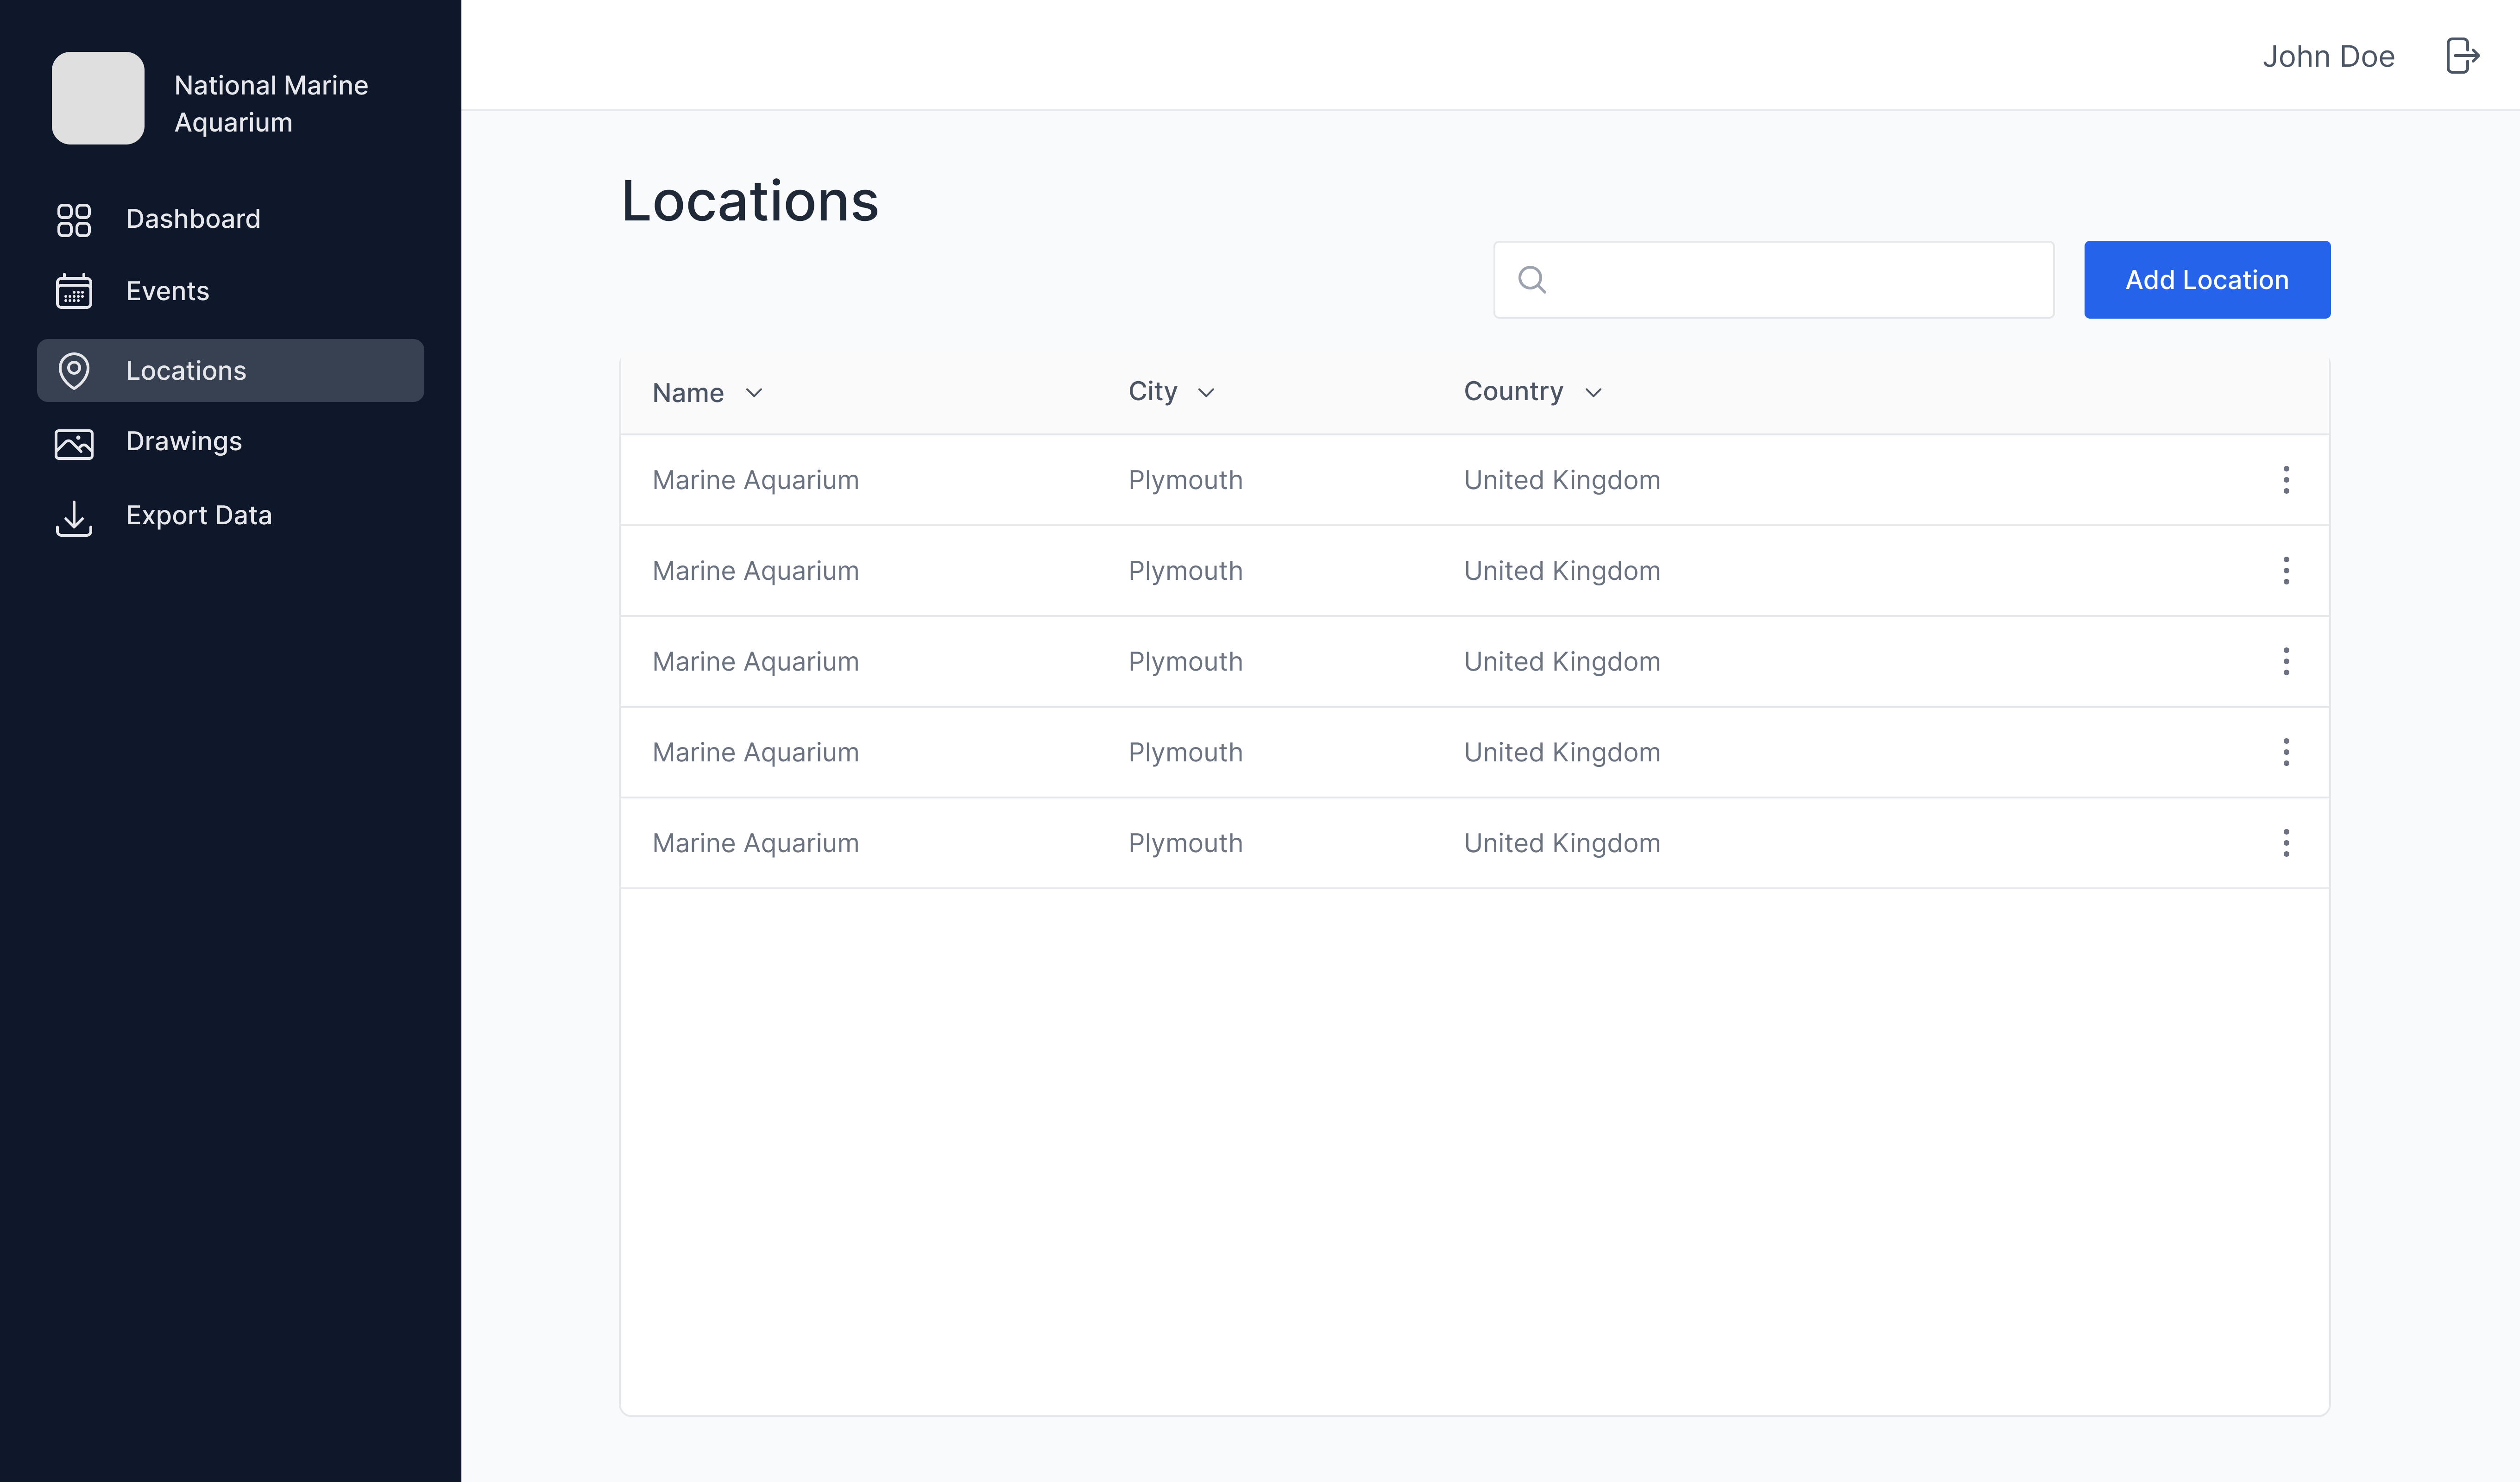 National Marine
Aquarium
Dashboard
Events
Locations
Drawings
Export Data
John Doe
Locations
Add Location
Name City Country
Marine Aquarium Plymouth United Kingdom
Marine Aquarium Plymouth United Kingdom
Marine Aquarium Plymouth United Kingdom
Marine Aquarium Plymouth United Kingdom
Marine Aquarium Plymouth United Kingdom